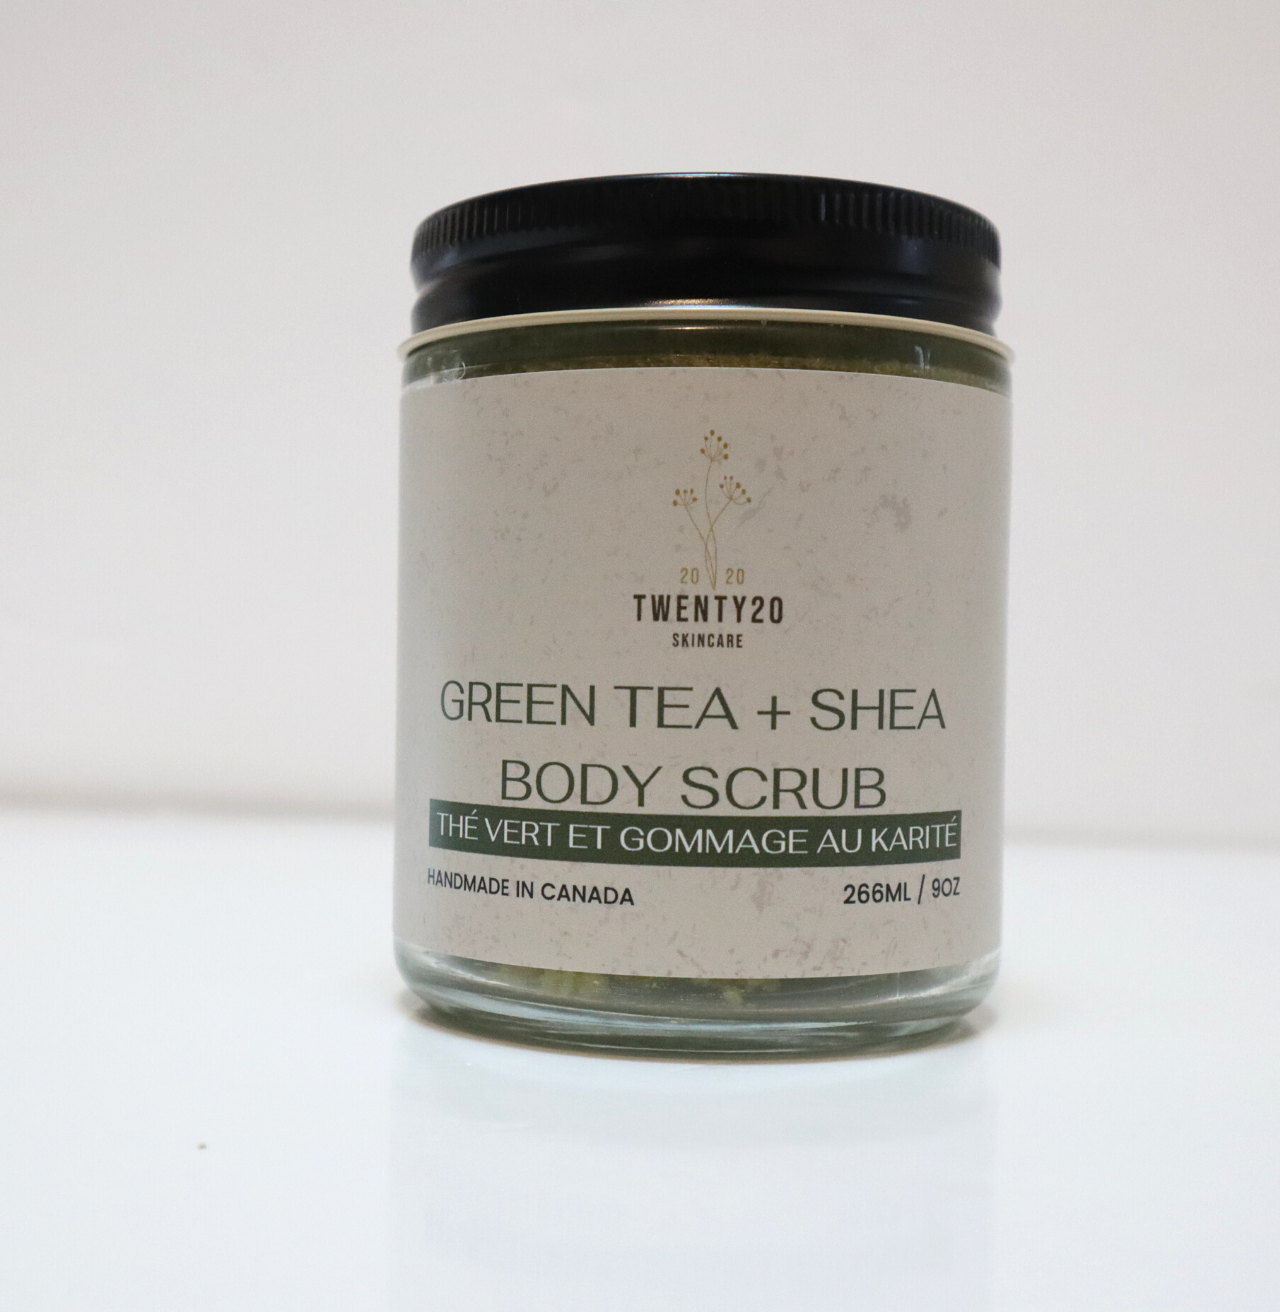 20 20
TWENTY20
SKINCARE
GREEN TEA + SHEA
BODY SCRUB
THÉ VERT ET GOMMAGE AU KARITÉ
HANDMADE IN CANADA
266ML / 9OZ